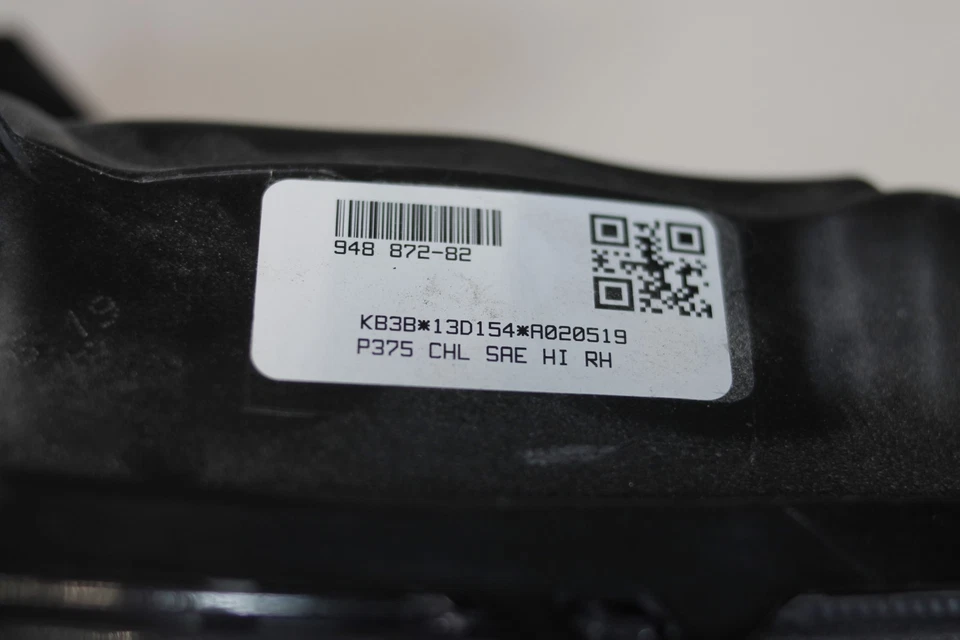 948 872-82
KB3B*13D154*A020519
P375 CHL SAE HI RH